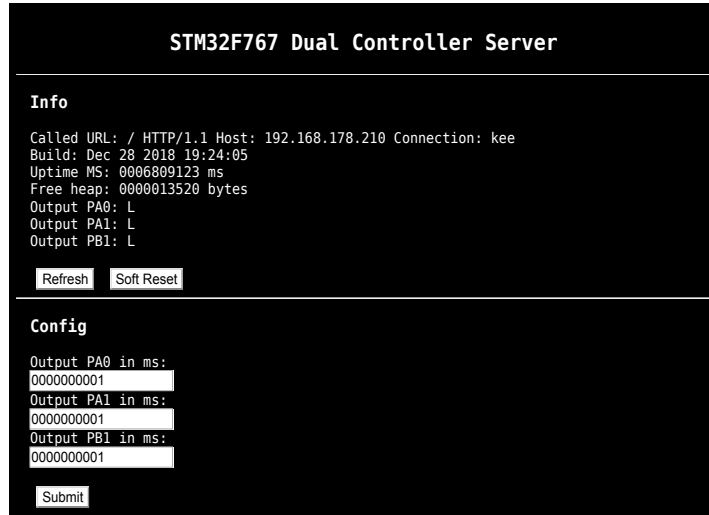 STM32F767 Dual Controller Server
Info
Called URL: / HTTP/1.1 Host: 192.168.178.210 Connection: kee
Build: Dec 28 2018 19:24:05
Uptime MS: 0006809123 ms
Free heap: 0000013520 bytes
Output PA0: L
Output PA1: L
Output PB1: L
Refresh Soft Reset
Config
Output PA0 in ms:
0000000001
Output PA1 in ms:
0000000001
Output PB1 in ms:
0000000001
Submit